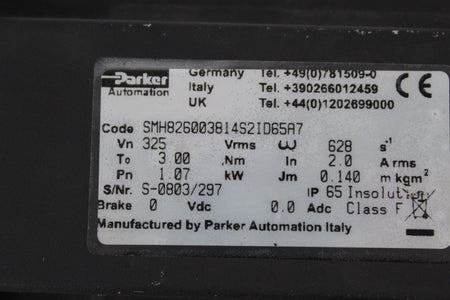 Parker Germany Tel. +49(0)781509-0
Automation Italy Tel. +390266012459 CE
UK Tel. +44(0)1202699000
Code SMH826003814S2ID65A7
Vn 325 Vrms ω 628 s-1
To 3.00 Nm In 2.0 A rms
Pn 1.07 kW Jm 0.140 m kgm2
S/Nr. S-0803/297 IP 65 Insolution
Brake 0 Vdc 0.0 Adc Class F
Manufactured by Parker Automation Italy